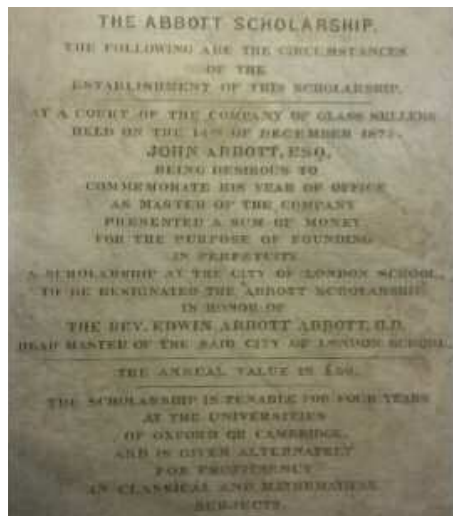 THE ABBOTT SCHOLARSHIP.
THE FOLLOWING ARE THE CIRCUMSTANCES
OF THE
ESTABLISHMENT OF THIS SCHOLARSHIP.
AT A COURT OF THE COMPANY OF GLASS SELLERS
HELD ON THE 14TH OF DECEMBER
JOHN ABBOTT, ESQ.
BEING DESIROUS TO
COMMEMORATE HIS YEAR OF OFFICE
AS MASTER OF THE COMPANY
PRESENTED A SUM OF MONEY
FOR THE PURPOSE OF FOUNDING
IN PERPETUITY
A SCHOLARSHIP AT THE CITY OF LONDON SCHOOL,
TO BE DESIGNATED THE ABBOTT SCHOLARSHIP
IN HONOR OF
THE REV. EDWIN ABBOTT ABBOTT, D.D.
HEAD MASTER OF THE SAID CITY OF LONDON SCHOOL.
THE ANNUAL VALUE IS
THE SCHOLARSHIP IS TENABLE FOR FOUR YEARS
AT THE UNIVERSITIES
OF OXFORD OR CAMBRIDGE,
AND IS GIVEN ALTERNATELY
FOR PROFICIENCY
IN CLASSICAL AND MATHEMATICAL
SUBJECTS.